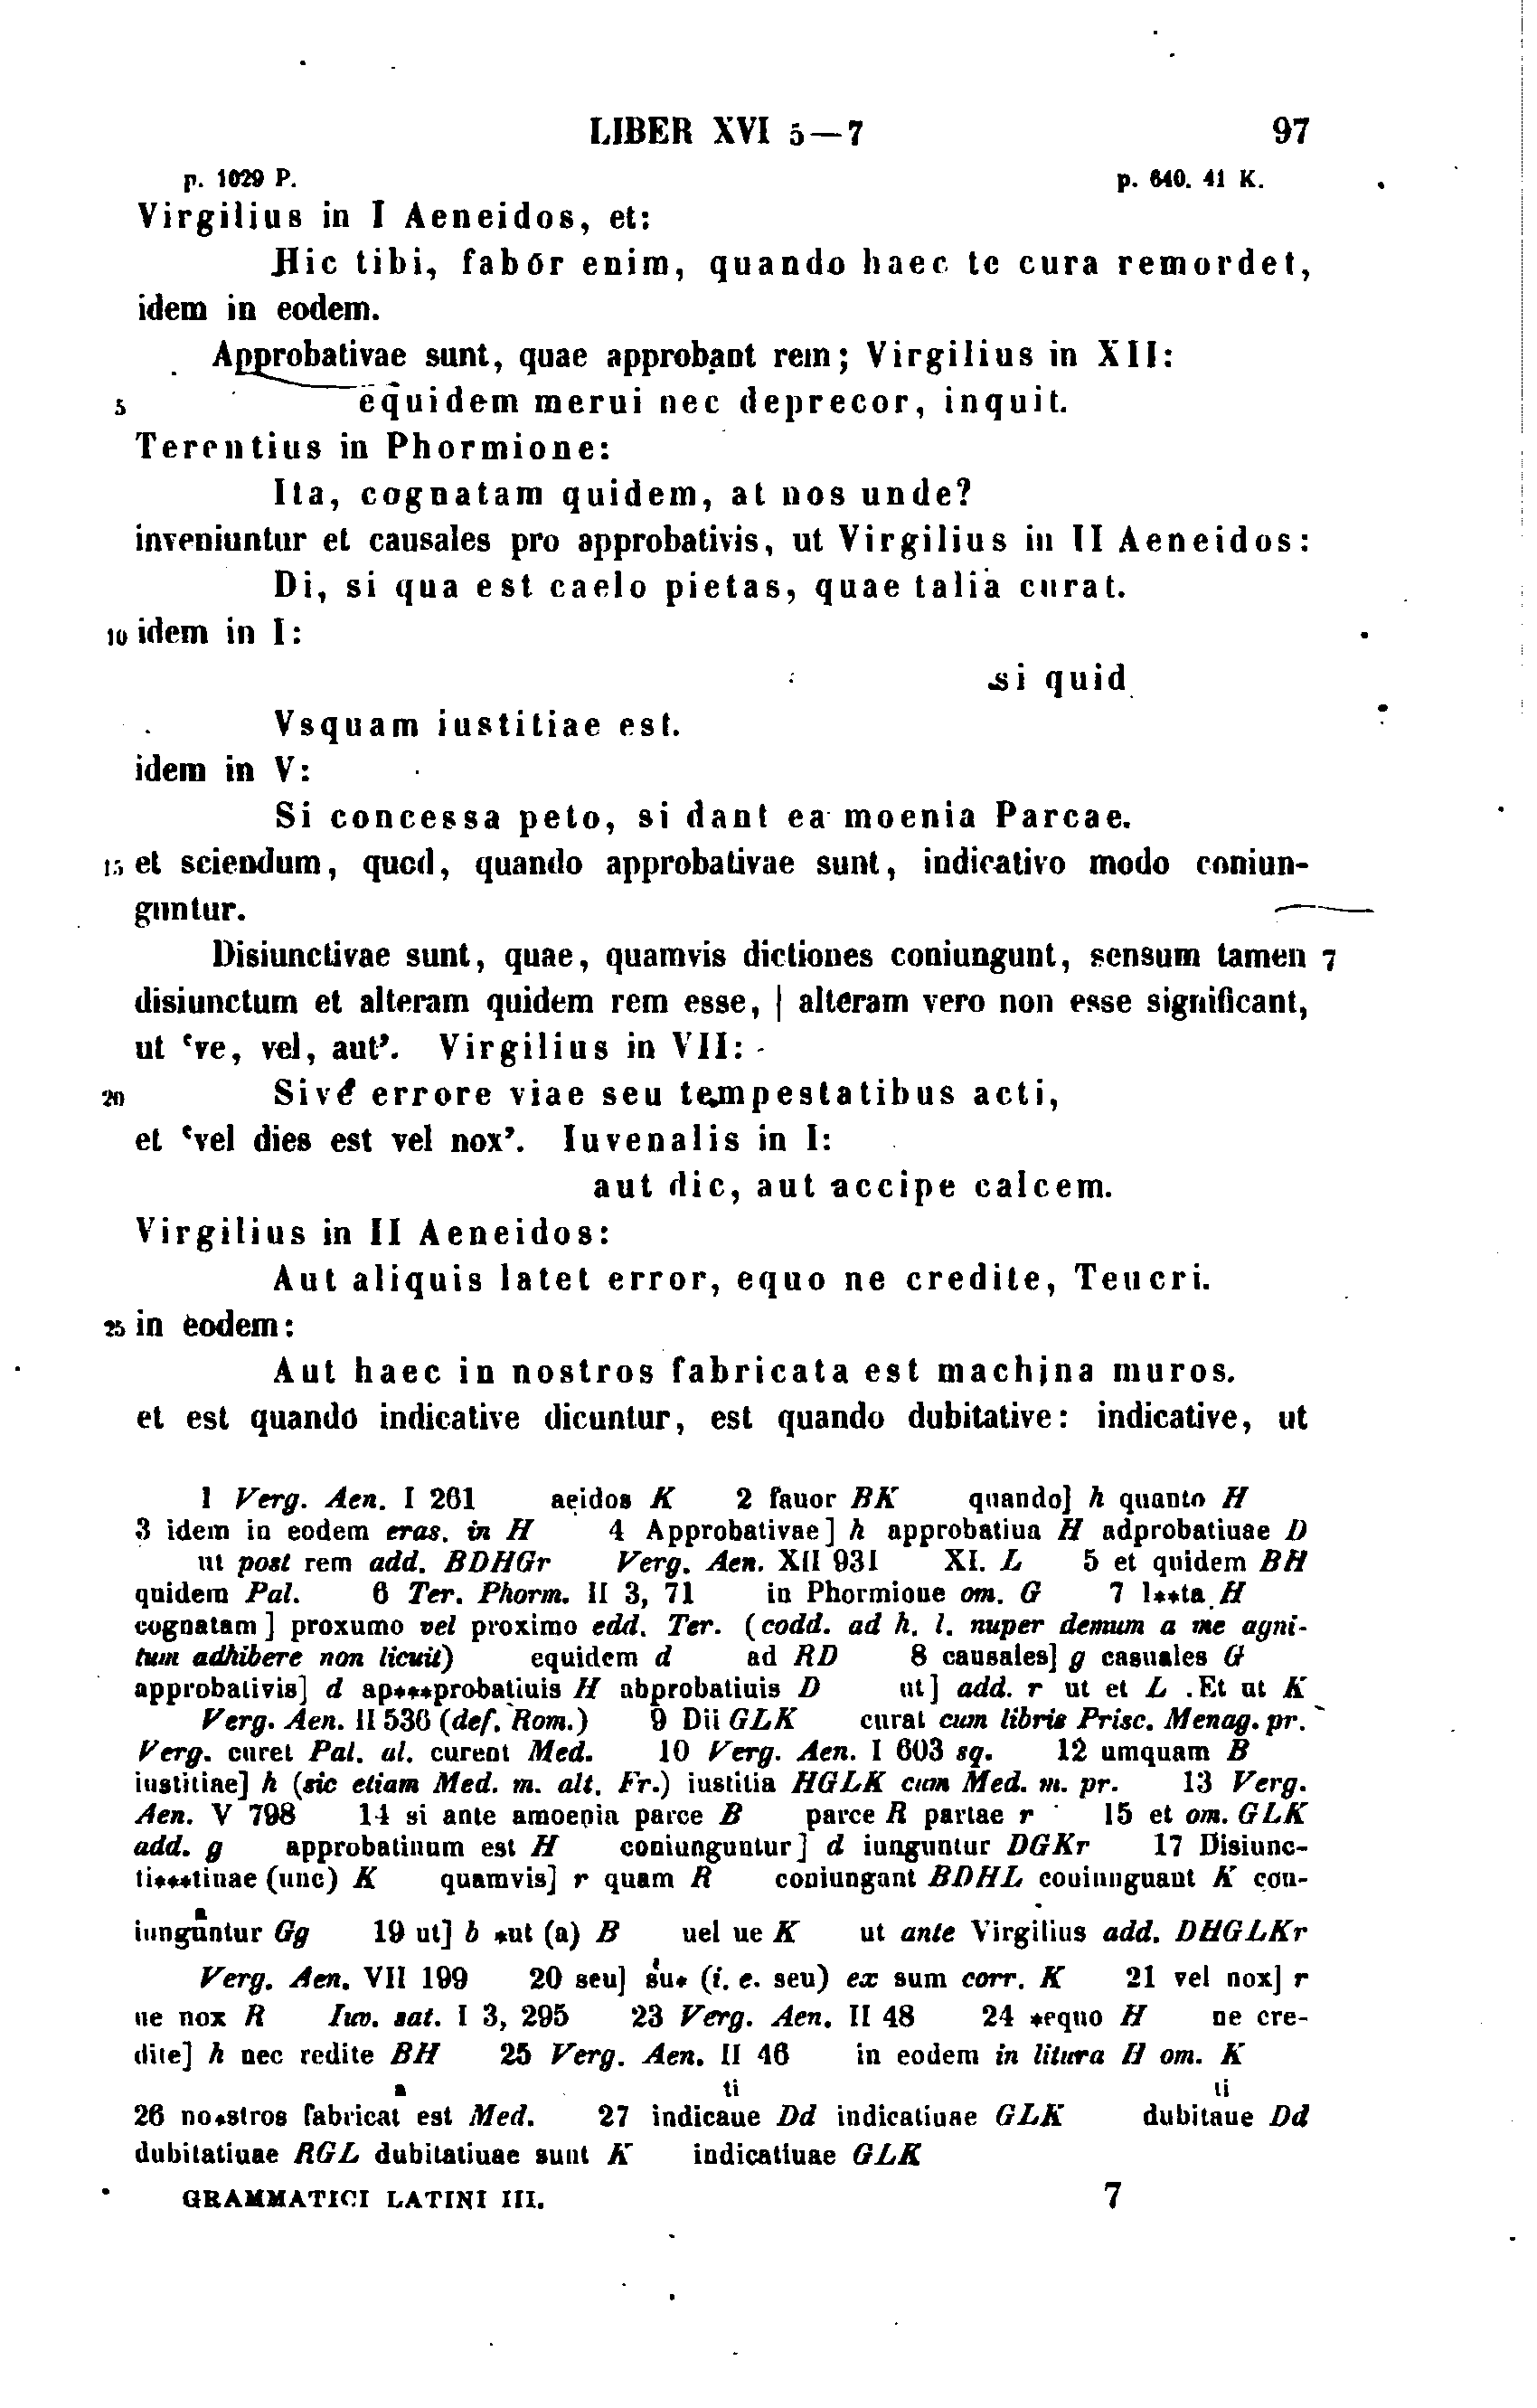 LIBER XVI 5—7 97
p. 1029 P. p. 640. 41 K.
Virgilius in I Aeneidos, et:
Hic tibi, fabor enim, quando haec te cura remordet,
idem in eodem.
Approbativae sunt, quae approbant rem; Virgilius in XII:
5 equidem merui nec deprecor, inquit.
Terentius in Phormione:
Ita, cognatam quidem, at nos unde?
inveniuntur et causales pro approbativis, ut Virgilius in II Aeneidos:
Di, si qua est caelo pietas, quae talia curat.
10 idem in I:
si quid
Vsquam iustitiae est.
idem in V:
Si concessa peto, si dant ea moenia Parcae.
15 et sciendum, quod, quando approbativae sunt, indicativo modo coniun-
guntur.
Disiunctivae sunt, quae, quamvis dictiones coniungunt, sensum tamen 7
disiunctum et alteram quidem rem esse, | alteram vero non esse significant,
ut ‘ve, vel, aut’. Virgilius in VII:
20 Sive errore viae seu tempestatibus acti,
et ‘vel dies est vel nox’. Iuvenalis in I:
aut dic, aut accipe calcem.
Virgilius in II Aeneidos:
Aut aliquis latet error, equo ne credite, Teucri.
25 in eodem:
Aut haec in nostros fabricata est machina muros.
et est quando indicative dicuntur, est quando dubitative: indicative, ut
1 Verg. Aen. I 261 aẹidos K 2 fauor BK quando] h quanto H
3 idem in eodem eras. in H 4 Approbativae] h approbatiua H adprobatiuae D
ut post rem add. BDHGr Verg. Aen. XII 931 XI. L 5 et quidem BH
quidem Pal. 6 Ter. Phorm. II 3, 71 in Phormione om. G 7 I**ta H
cognatam] proxumo vel proximo edd. Ter. (codd. ad h. l. nuper demum a me agni-
tum adhibere non licuit) equidem d ad RD 8 causales] g casuales G
approbativis] d ap***probatiuis H abprobatiuis D ut] add. r ut et L .Et ut K
Verg. Aen. II 536 (def. Rom.) 9 Dii GLK curat cum libris Prisc. Menag. pr.
Verg. curet Pal. al. curent Med. 10 Verg. Aen. I 603 sq. 12 umquam B
iustitiae] h (sic etiam Med. m. alt. Fr.) iustitia HGLK cum Med. m. pr. 13 Verg.
Aen. V 798 14 si ante amoenia parce B parce R partae r 15 et om. GLK
add. g approbatiuum est H coniunguntur] d iunguntur DGKr 17 Disiunc-
ti***tiuae (unc) K quamvis] r quam R coniungant BDHL coniunguant K con-
a
iunguntur Gg 19 ut] b *ut (a) B uel ue K ut ante Virgilius add. DHGLKr
Verg. Aen. VII 199 20 seu] su* (i. e. seu) ex sum corr. K 21 vel nox] r
ue nox R Iuv. sat. I 3, 295 23 Verg. Aen. II 48 24 *equo H ne cre-
dite] h nec redite BH 25 Verg. Aen. II 46 in eodem in litura H om. K
a ti ti
26 no*stros fabricat est Med. 27 indicaue Dd indicatiuae GLK dubitaue Dd
dubitatiuae RGL dubitatiuae sunt K indicatiuae GLK
GRAMMATICI LATINI III. 7